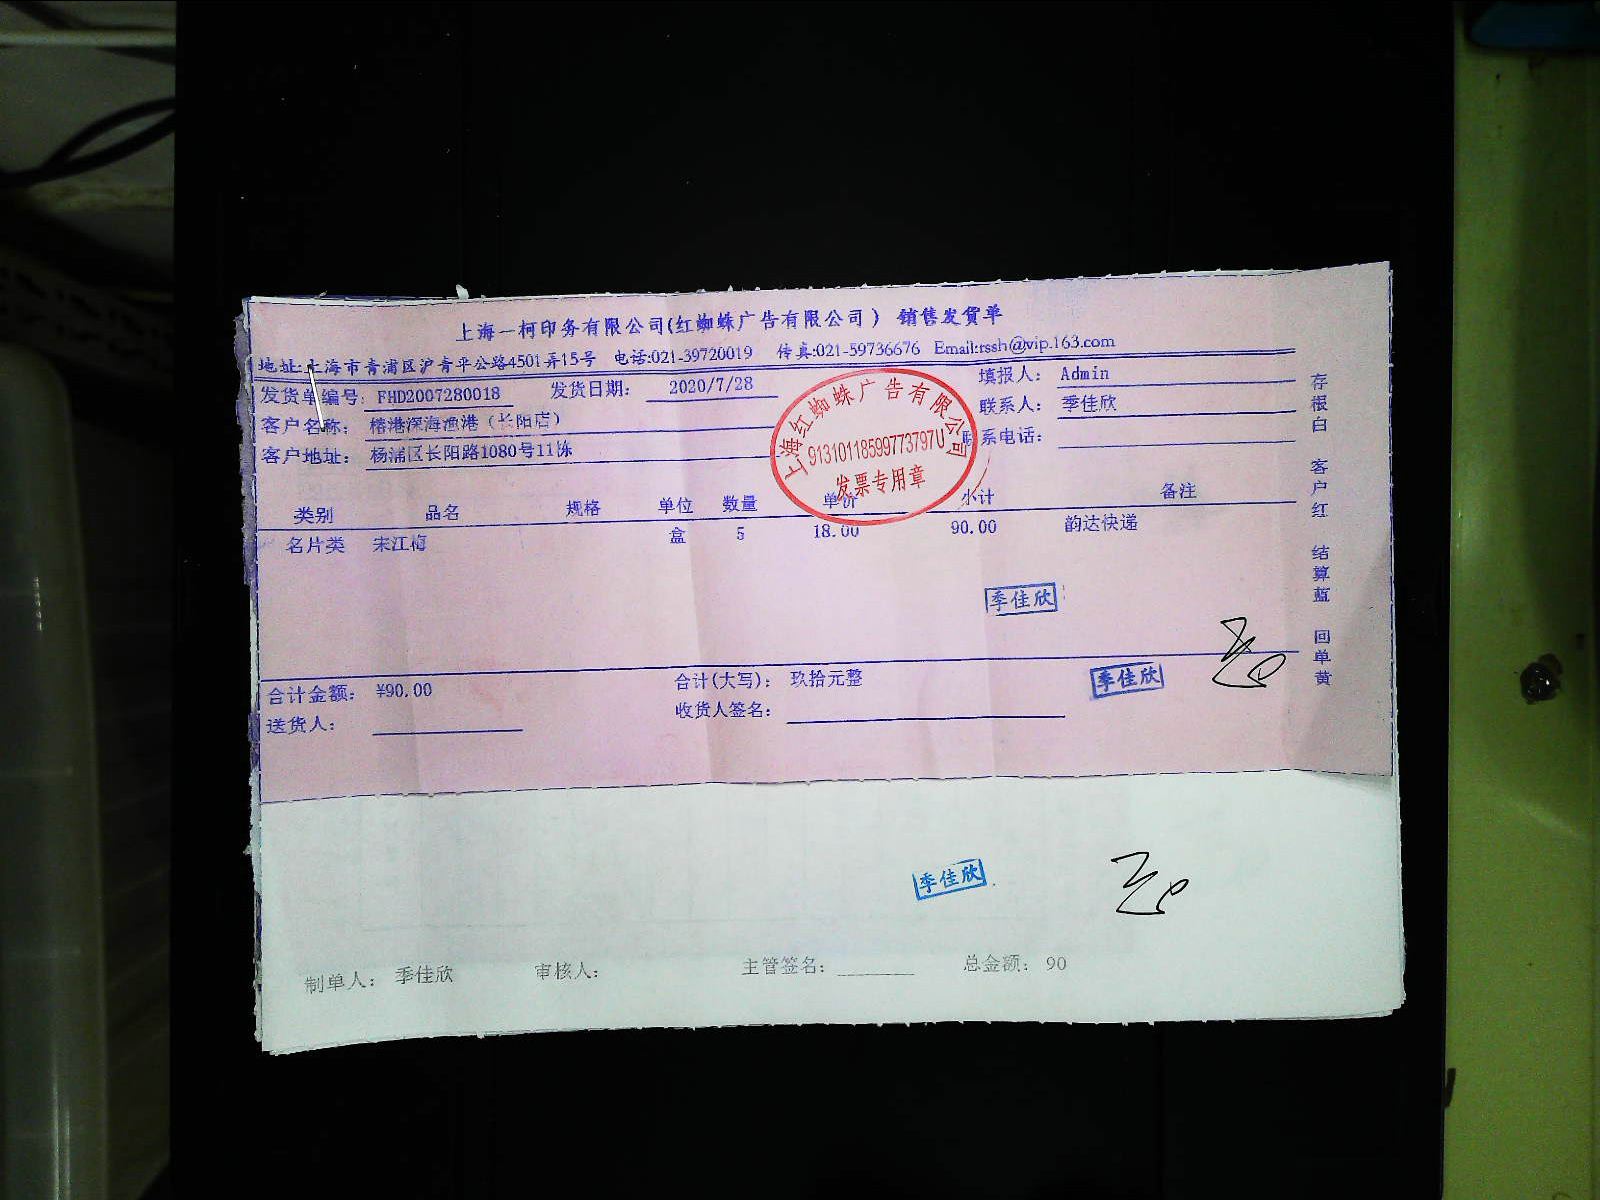 上海一柯印务有限公司(红蜘蛛广告有限公司) 销售发货单
地址:上海市青浦区沪青平公路4501弄15号 电话:021-39720019 传真:021-59736676 Email:rssh@vip.163.com
发货单编号: FHD2007280018 发货日期: 2020/7/28 填报人: Admin
客户名称: 榕港深海渔港（长阳店） 联系人: 季佳欣
客户地址: 杨浦区长阳路1080号11栋 系电话:
上海红蜘蛛广告有限公司
91310118599773797U
发票专用章
类别 品名 规格 单位 数量 单价 小计 备注
名片类 宋江梅 盒 5 18.00 90.00 韵达快递
季佳欣
合计金额: ¥90.00 合计(大写): 玖拾元整
季佳欣
送货人: 收货人签名:
存根白 客户红 结算蓝 回单黄
季佳欣
制单人: 季佳欣 审核人: 主管签名: 总金额: 90